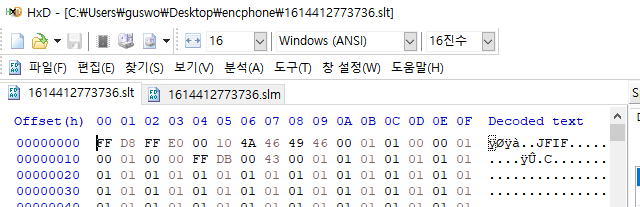 HxD - [C:₩Users₩guswo₩Desktop₩encphone₩1614412773736.slt]
16 Windows (ANSI) 16진수
파일(F) 편집(E) 찾기(S) 보기(V) 분석(A) 도구(T) 창 설정(W) 도움말(H)
1614412773736.slt 1614412773736.slm
Offset(h) 00 01 02 03 04 05 06 07 08 09 0A 0B 0C 0D 0E 0F Decoded text
00000000 FF D8 FF E0 00 10 4A 46 49 46 00 01 01 00 00 01 ÿØÿà..JFIF......
00000010 00 01 00 00 FF DB 00 43 00 01 01 01 01 01 01 01 ....ÿÛ.C........
00000020 01 01 01 01 01 01 01 01 01 01 01 01 01 01 01 01 ................
00000030 01 01 01 01 01 01 01 01 01 01 01 01 01 01 01 01 ................